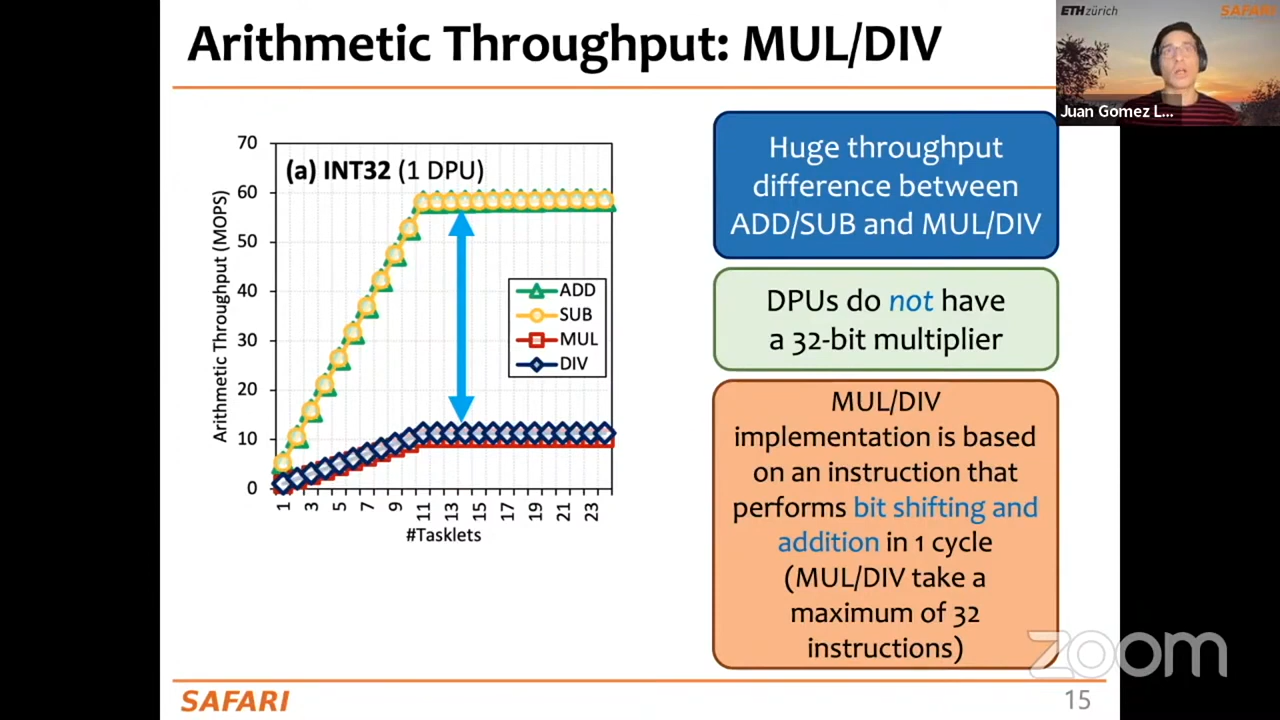 Arithmetic Throughput: MUL/DIV
ETH zürich
SAFARI
Juan Gomez L...
Huge throughput
difference between
ADD/SUB and MUL/DIV
DPUs do not have
a 32-bit multiplier
MUL/DIV
implementation is based
on an instruction that
performs bit shifting and
addition in 1 cycle
(MUL/DIV take a
maximum of 32
instructions)
Arithmetic Throughput (MOPS)
70
60
50
40
30
20
10
0
(a) INT32 (1 DPU)
ADD
SUB
MUL
DIV
1 3 5 7 9 11 13 15 17 19 21 23
#Tasklets
zoom
SAFARI
15